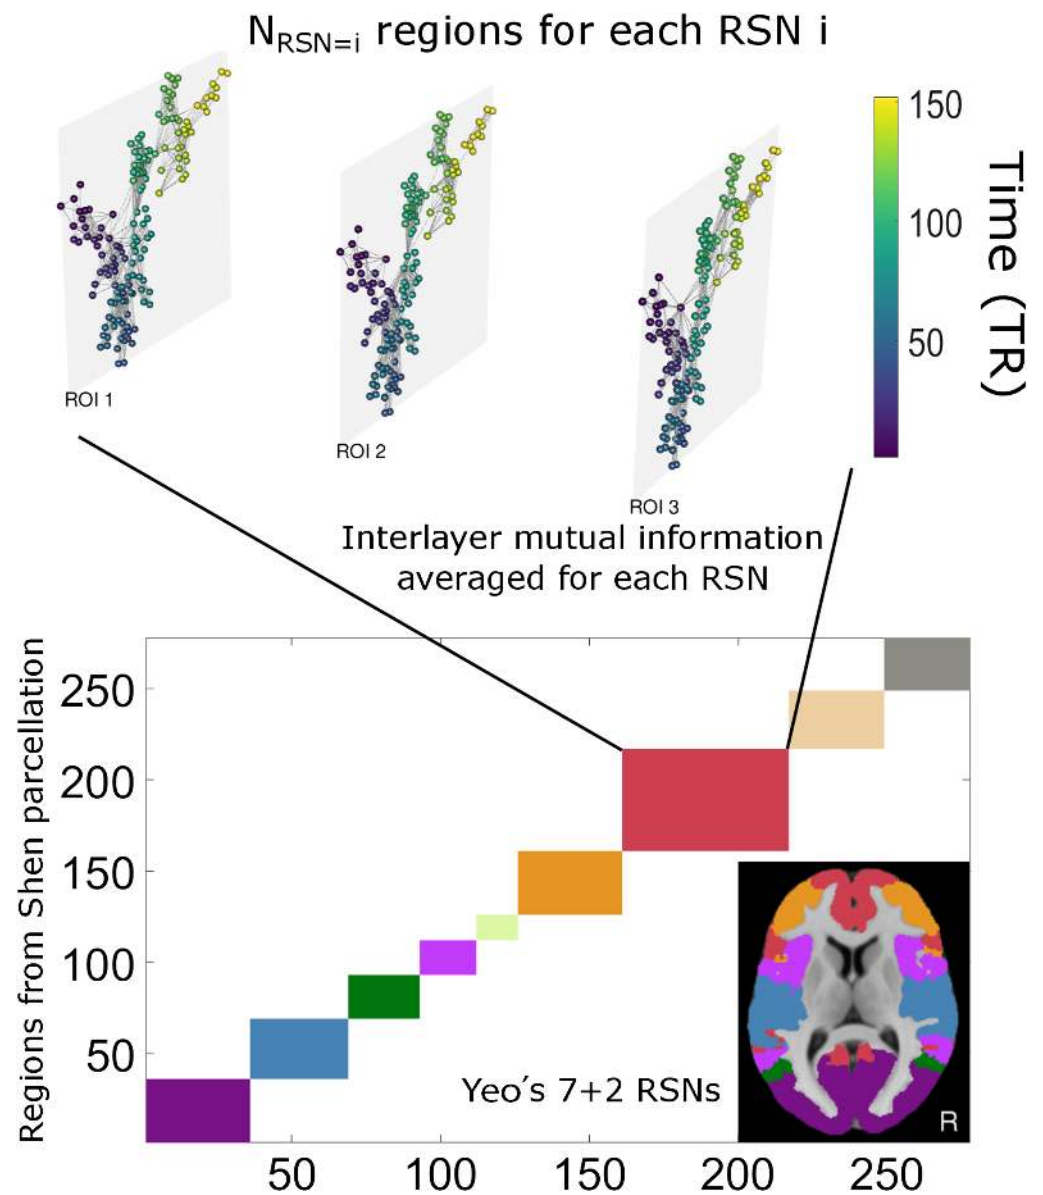 N_RSN=i regions for each RSN i
150
100
50
Time (TR)
ROI 1
ROI 2
ROI 3
Interlayer mutual information
averaged for each RSN
Regions from Shen parcellation
250
200
150
100
50
Yeo´s 7+2 RSNs
R
50
100
150
200
250